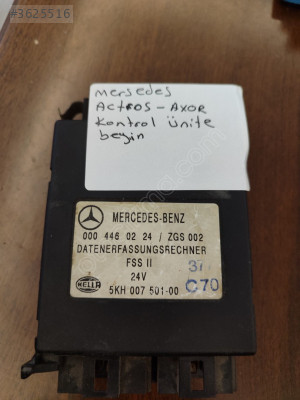 #3625516
mersedes
Actros - AXOR
Kontrol ünite
beyin
MERCEDES-BENZ
000 446 02 24 / ZGS 002
DATENERFASSUNGSRECHNER
FSS II
37
24V
C70
HELLA
5KH 007 501-00